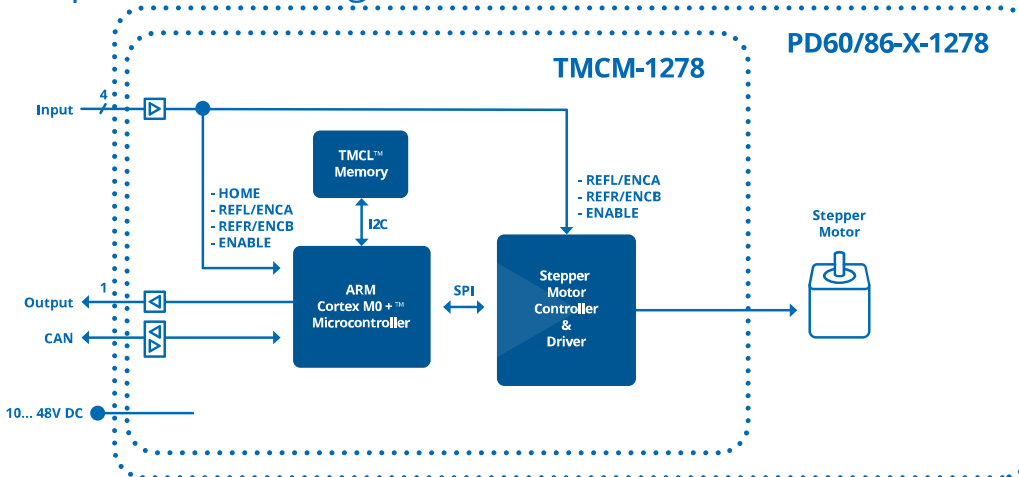 PD60/86-X-1278
TMCM-1278
4
Input
TMCL™
Memory
- HOME
- REFL/ENCA
- REFR/ENCB
- ENABLE
I2C
- REFL/ENCA
- REFR/ENCB
- ENABLE
Stepper
Motor
ARM
Cortex M0 + ™
Microcontroller
SPI
Stepper
Motor
Controller
&
Driver
1
Output
CAN
10... 48V DC